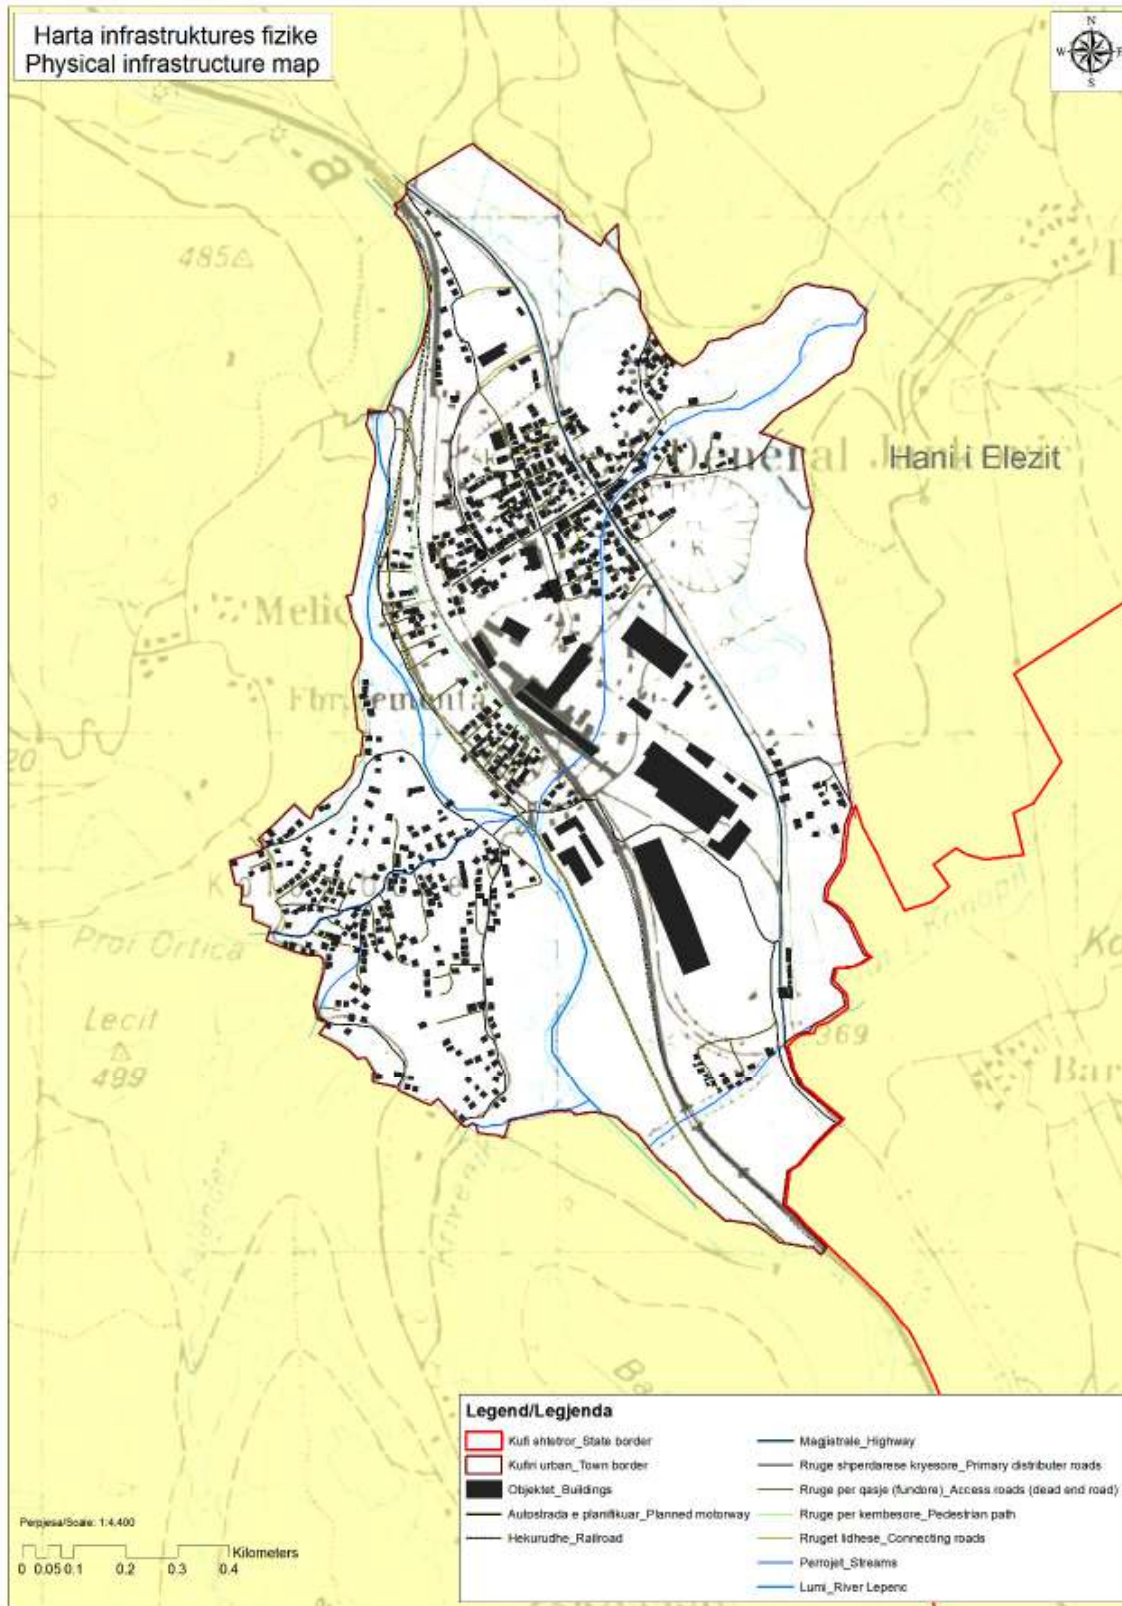 Harta infrastruktures fizike
Physical infrastructure map
N
W
E
S
485
Hani i Elezit
Proi Ortica
Lecit
499
369
Legend/Legjenda
Kufi shtetror_State border
Kufiri urban_Town border
Objektet_Buildings
Autostrada e planifikuar_Planned motorway
Hekurudhe_Railroad
Magjistrale_Highway
Rruge shperdarese kryesore_Primary distributer roads
Rruge per qasje (fundore)_Access roads (dead end road)
Rruge per kembesore_Pedestrian path
Rruget lidhese_Connecting roads
Perrojet_Streams
Lumi_River Lepenc
Perpjesa/Scale: 1:4.400
Kilometers
0 0.05 0.1 0.2 0.3 0.4